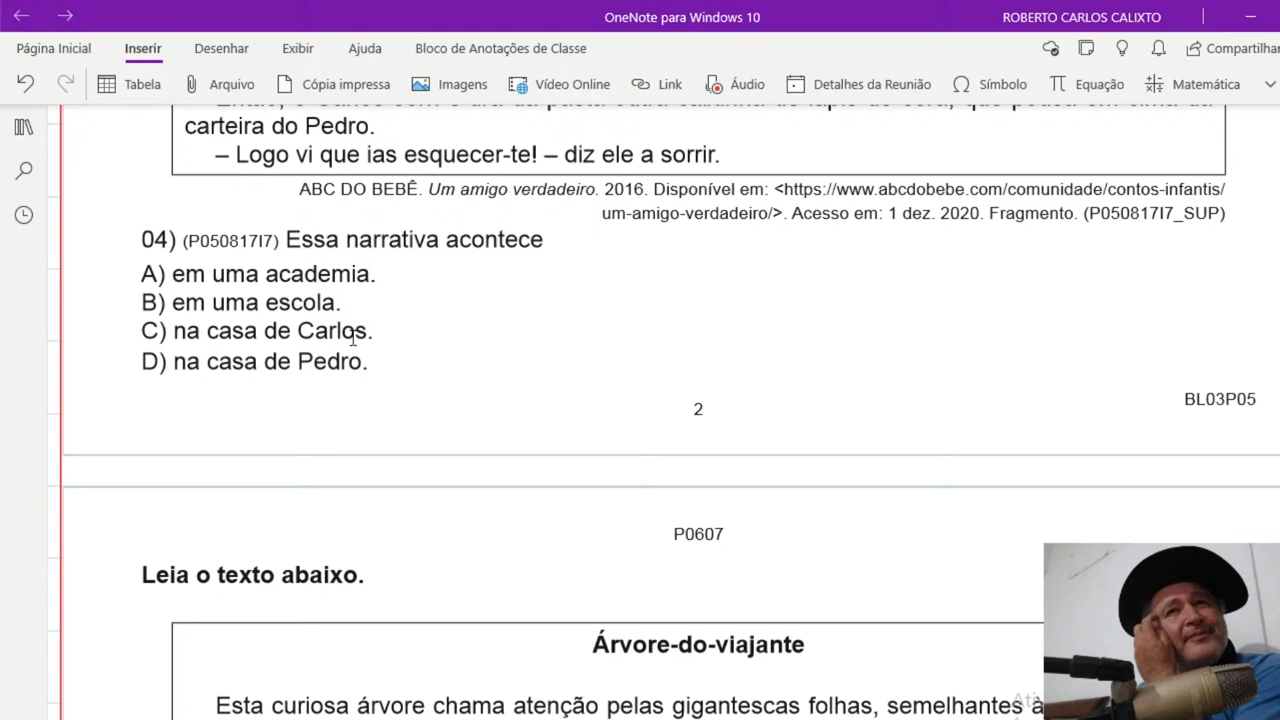 OneNote para Windows 10
ROBERTO CARLOS CALIXTO
Página Inicial Inserir Desenhar Exibir Ajuda Bloco de Anotações de Classe Compartilhar
Tabela Arquivo Cópia impressa Imagens Vídeo Online Link Áudio Detalhes da Reunião Símbolo Equação Matemática
carteira do Pedro.
– Logo vi que ias esquecer-te! – diz ele a sorrir.
ABC DO BEBÊ. Um amigo verdadeiro. 2016. Disponível em: <https://www.abcdobebe.com/comunidade/contos-infantis/
um-amigo-verdadeiro/>. Acesso em: 1 dez. 2020. Fragmento. (P050817I7_SUP)
04) (P050817I7) Essa narrativa acontece
A) em uma academia.
B) em uma escola.
C) na casa de Carlos.
D) na casa de Pedro.
2
BL03P05
P0607
Leia o texto abaixo.
Árvore-do-viajante
Esta curiosa árvore chama atenção pelas gigantescas folhas, semelhantes